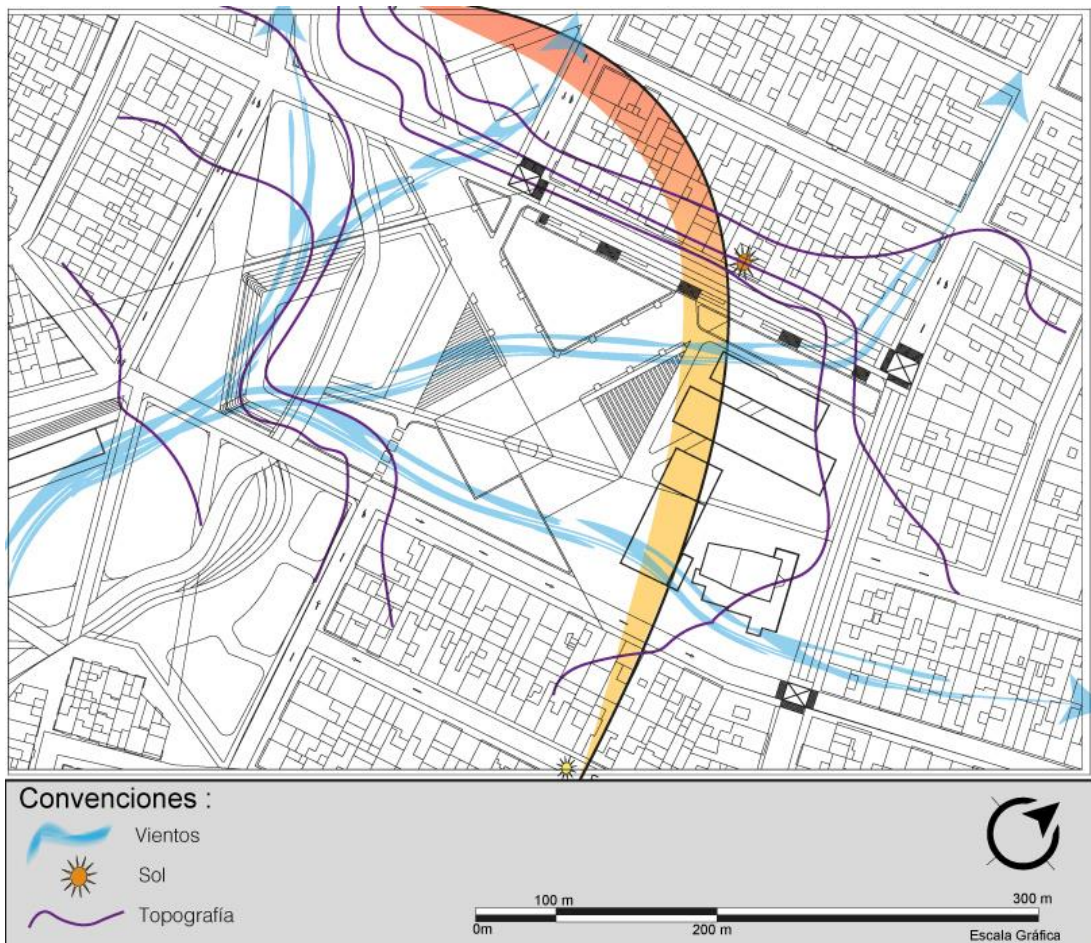 Convenciones :
Vientos
Sol
Topografía
100 m 300 m
0m 200 m
Escala Gráfica